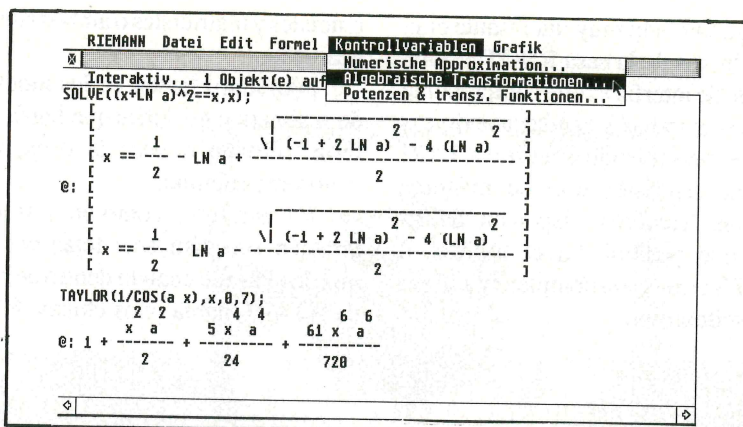 RIEMANN Datei Edit Formel Kontrollvariablen Grafik
Numerische Approximation...
Interaktiv... 1 Objekt(e) auf Algebraische Transformationen...
SOLVE((x+LN a)^2==x,x); Potenzen & transz. Funktionen...
[ ]
[ 2 2 ]
[ 1 \| (-1 + 2 LN a) - 4 (LN a) ]
[ x == --- - LN a + ------------------------------ ]
[ 2 2 ]
@: [ ]
[ 2 2 ]
[ 1 \| (-1 + 2 LN a) - 4 (LN a) ]
[ x == --- - LN a - ------------------------------ ]
[ 2 2 ]
TAYLOR(1/COS(a x),x,0,7);
2 2 4 4 6 6
x a 5 x a 61 x a
@: 1 + ------- + -------- + ---------
2 24 720